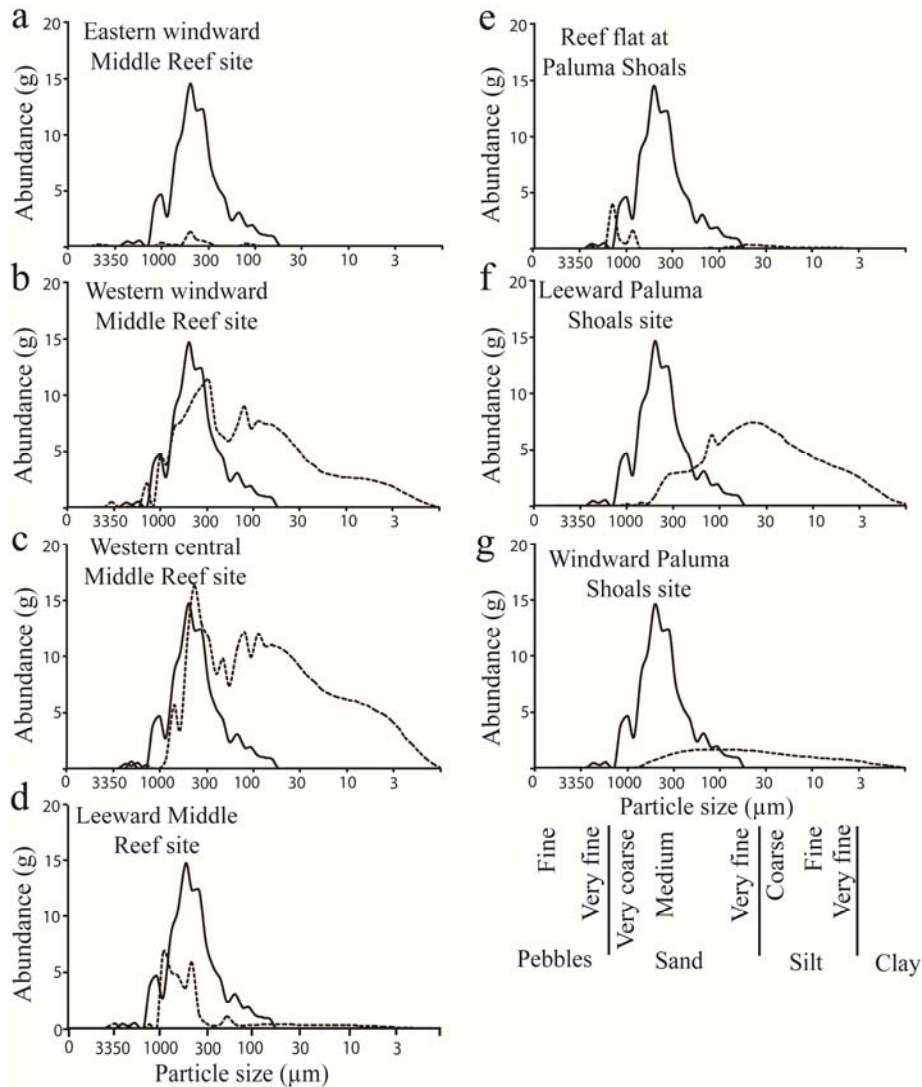 a
Eastern windward
Middle Reef site
Abundance (g)
20
15
10
5
0 3350 1000 300 100 30 10 3
b
Western windward
Middle Reef site
Abundance (g)
20
15
10
5
0 3350 1000 300 100 30 10 3
c
Western central
Middle Reef site
Abundance (g)
20
15
10
5
0 3350 1000 300 100 30 10 3
d
Leeward Middle
Reef site
Abundance (g)
20
15
10
5
0
0 3350 1000 300 100 30 10 3
Particle size (µm)
e
Reef flat at
Paluma Shoals
Abundance (g)
20
15
10
5
0 3350 1000 300 100 30 10 3
f
Leeward Paluma
Shoals site
Abundance (g)
20
15
10
5
0 3350 1000 300 100 30 10 3
g
Windward Paluma
Shoals site
Abundance (g)
20
15
10
5
0 3350 1000 300 100 30 10 3
Particle size (µm)
Fine
Very fine
Very coarse
Medium
Very fine
Coarse
Fine
Very fine
Pebbles Sand Silt Clay